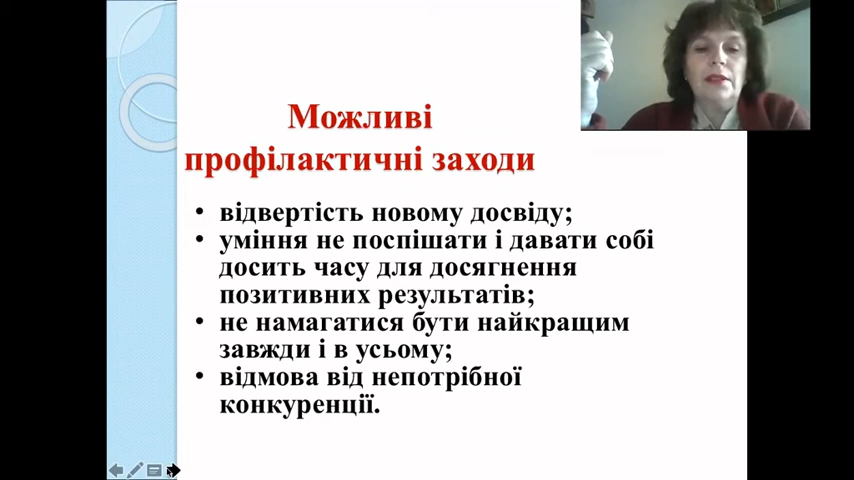 Можливі
профілактичні заходи
• відвертість новому досвіду;
• уміння не поспішати і давати собі
досить часу для досягнення
позитивних результатів;
• не намагатися бути найкращим
завжди і в усьому;
• відмова від непотрібної
конкуренції.